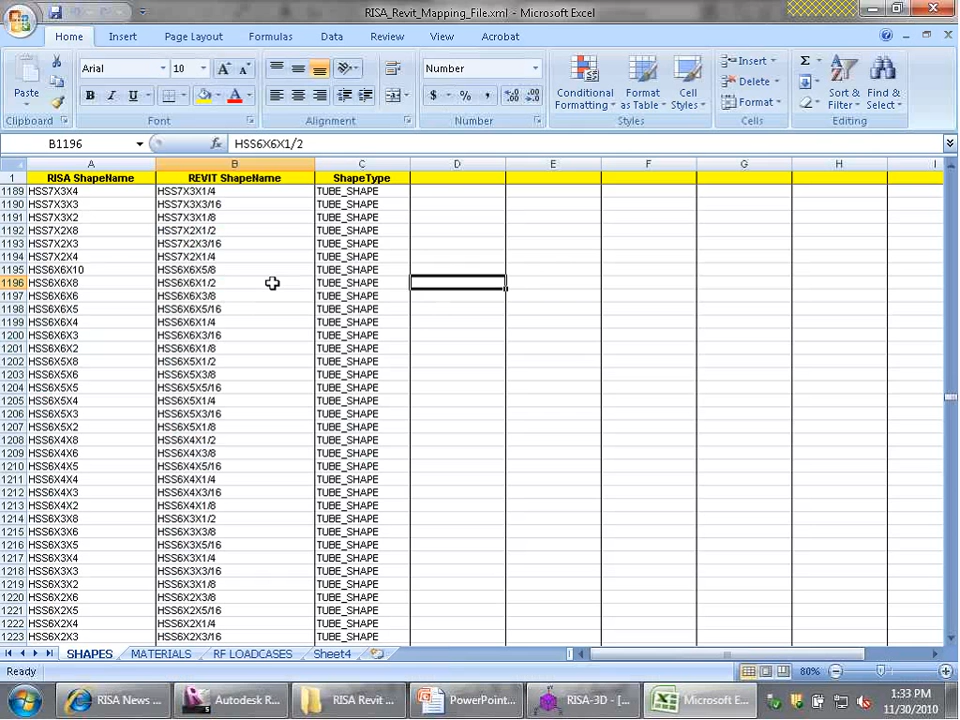 RISA_Revit_Mapping_File.xml - Microsoft Excel
Home Insert Page Layout Formulas Data Review View Acrobat
Paste Arial 10 A A Number Conditional Formatting Format as Table Cell Styles Insert Delete Format Sort & Filter Find & Select
B I U A $ % , .0 .00 .00 .0
Clipboard Font Alignment Number Styles Cells Editing
B1196 fx HSS6X6X1/2
A B C D E F G H I
1 RISA ShapeName REVIT ShapeName ShapeType
1189 HSS7X3X4 HSS7X3X1/4 TUBE_SHAPE
1190 HSS7X3X3 HSS7X3X3/16 TUBE_SHAPE
1191 HSS7X3X2 HSS7X3X1/8 TUBE_SHAPE
1192 HSS7X2X8 HSS7X2X1/2 TUBE_SHAPE
1193 HSS7X2X3 HSS7X2X3/16 TUBE_SHAPE
1194 HSS7X2X4 HSS7X2X1/4 TUBE_SHAPE
1195 HSS6X6X10 HSS6X6X5/8 TUBE_SHAPE
1196 HSS6X6X8 HSS6X6X1/2 TUBE_SHAPE
1197 HSS6X6X6 HSS6X6X3/8 TUBE_SHAPE
1198 HSS6X6X5 HSS6X6X5/16 TUBE_SHAPE
1199 HSS6X6X4 HSS6X6X1/4 TUBE_SHAPE
1200 HSS6X6X3 HSS6X6X3/16 TUBE_SHAPE
1201 HSS6X6X2 HSS6X6X1/8 TUBE_SHAPE
1202 HSS6X5X8 HSS6X5X1/2 TUBE_SHAPE
1203 HSS6X5X6 HSS6X5X3/8 TUBE_SHAPE
1204 HSS6X5X5 HSS6X5X5/16 TUBE_SHAPE
1205 HSS6X5X4 HSS6X5X1/4 TUBE_SHAPE
1206 HSS6X5X3 HSS6X5X3/16 TUBE_SHAPE
1207 HSS6X5X2 HSS6X5X1/8 TUBE_SHAPE
1208 HSS6X4X8 HSS6X4X1/2 TUBE_SHAPE
1209 HSS6X4X6 HSS6X4X3/8 TUBE_SHAPE
1210 HSS6X4X5 HSS6X4X5/16 TUBE_SHAPE
1211 HSS6X4X4 HSS6X4X1/4 TUBE_SHAPE
1212 HSS6X4X3 HSS6X4X3/16 TUBE_SHAPE
1213 HSS6X4X2 HSS6X4X1/8 TUBE_SHAPE
1214 HSS6X3X8 HSS6X3X1/2 TUBE_SHAPE
1215 HSS6X3X6 HSS6X3X3/8 TUBE_SHAPE
1216 HSS6X3X5 HSS6X3X5/16 TUBE_SHAPE
1217 HSS6X3X4 HSS6X3X1/4 TUBE_SHAPE
1218 HSS6X3X3 HSS6X3X3/16 TUBE_SHAPE
1219 HSS6X3X2 HSS6X3X1/8 TUBE_SHAPE
1220 HSS6X2X6 HSS6X2X3/8 TUBE_SHAPE
1221 HSS6X2X5 HSS6X2X5/16 TUBE_SHAPE
1222 HSS6X2X4 HSS6X2X1/4 TUBE_SHAPE
1223 HSS6X2X3 HSS6X2X3/16 TUBE_SHAPE
SHAPES MATERIALS RF LOADCASES Sheet4
Ready 80%
RISA News ... Autodesk R... RISA Revit ... PowerPoint... RISA-3D - [... Microsoft E... 1:33 PM
11/30/2010